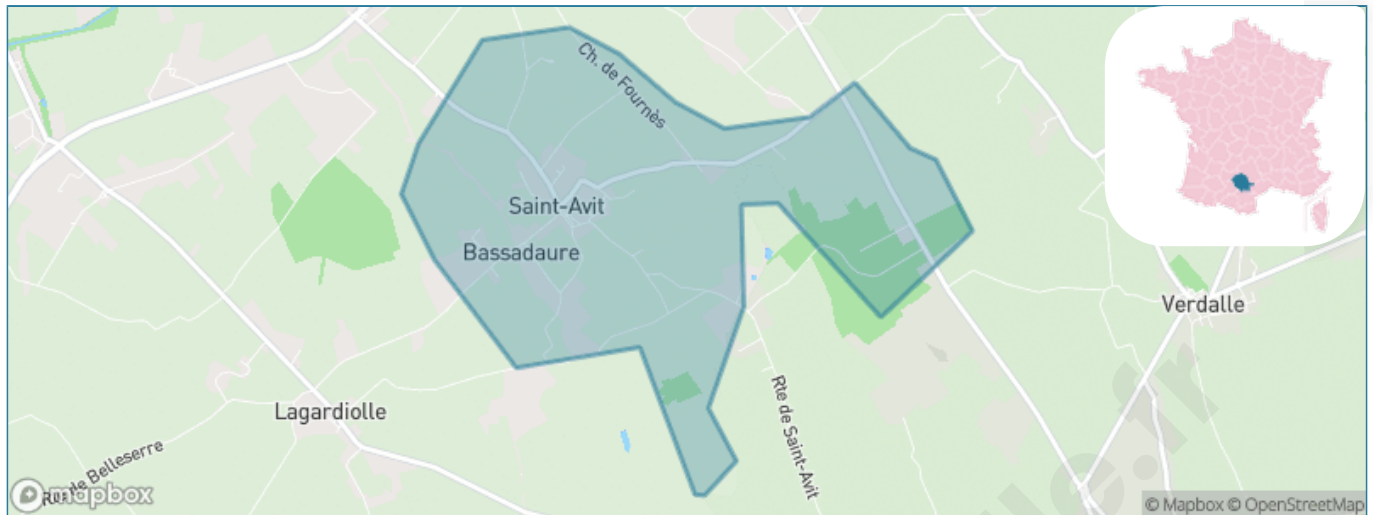 Ch. de Fournès
Saint-Avit
Bassadaure
Verdalle
Lagardiolle
Rte de Saint-Avit
de Belleserre
mapbox
© Mapbox © OpenStreetMap